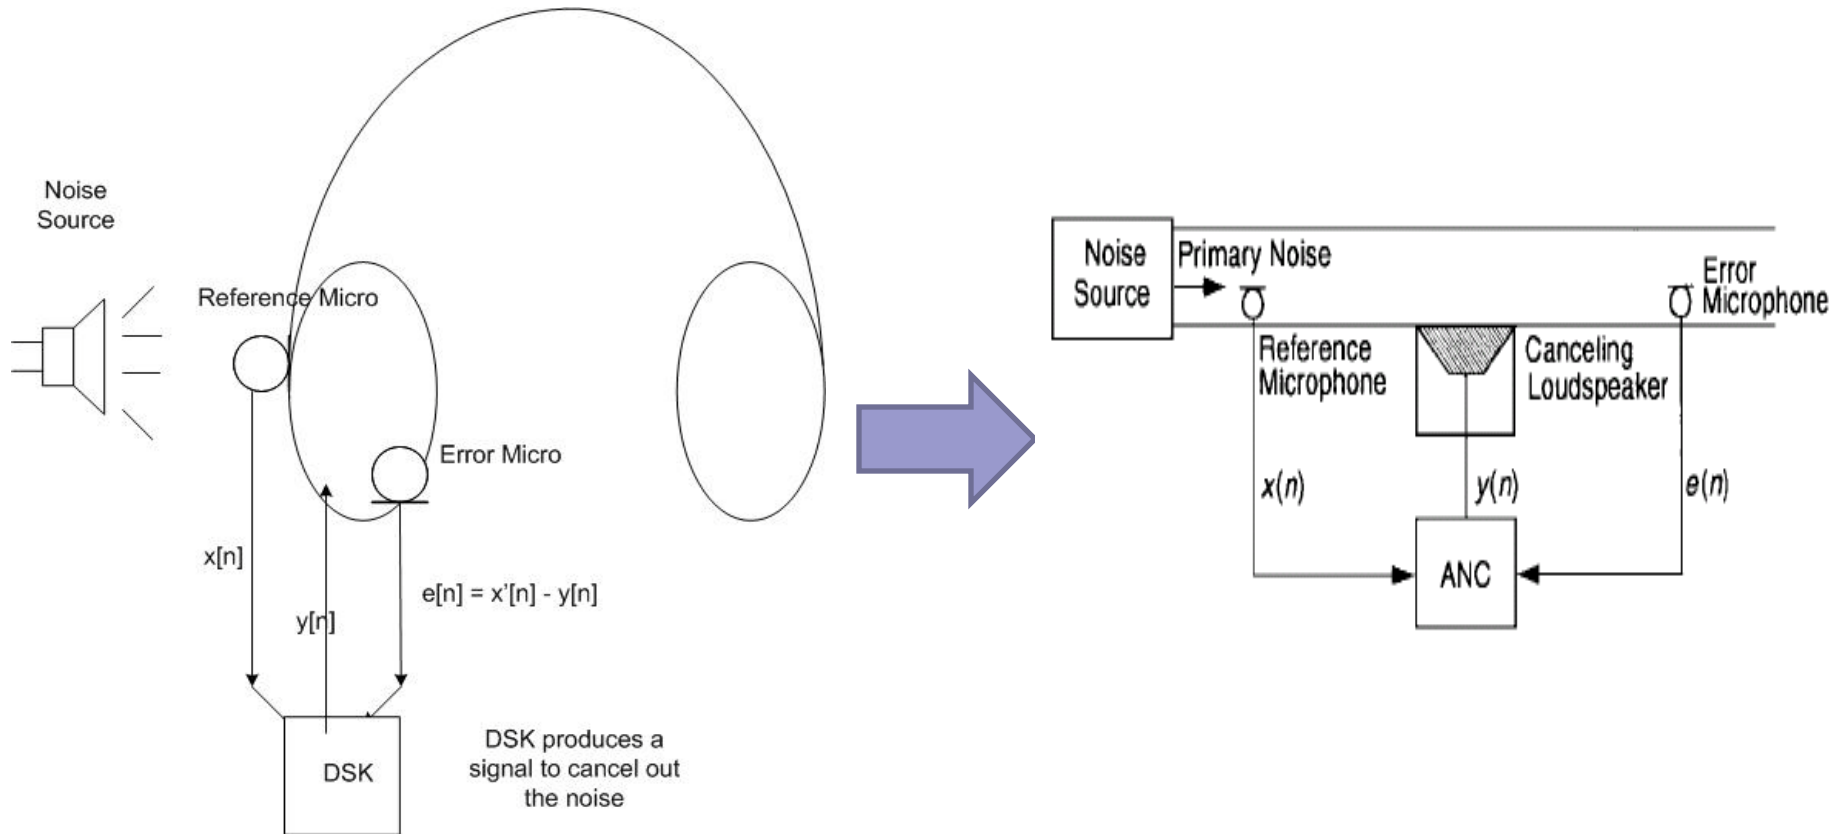 Noise
Source
Reference Micro
Error Micro
x[n]
y[n]
e[n] = x'[n] - y[n]
DSK
DSK produces a
signal to cancel out
the noise
Noise
Source
Primary Noise
Error
Microphone
Reference
Microphone
Canceling
Loudspeaker
x(n)
y(n)
e(n)
ANC